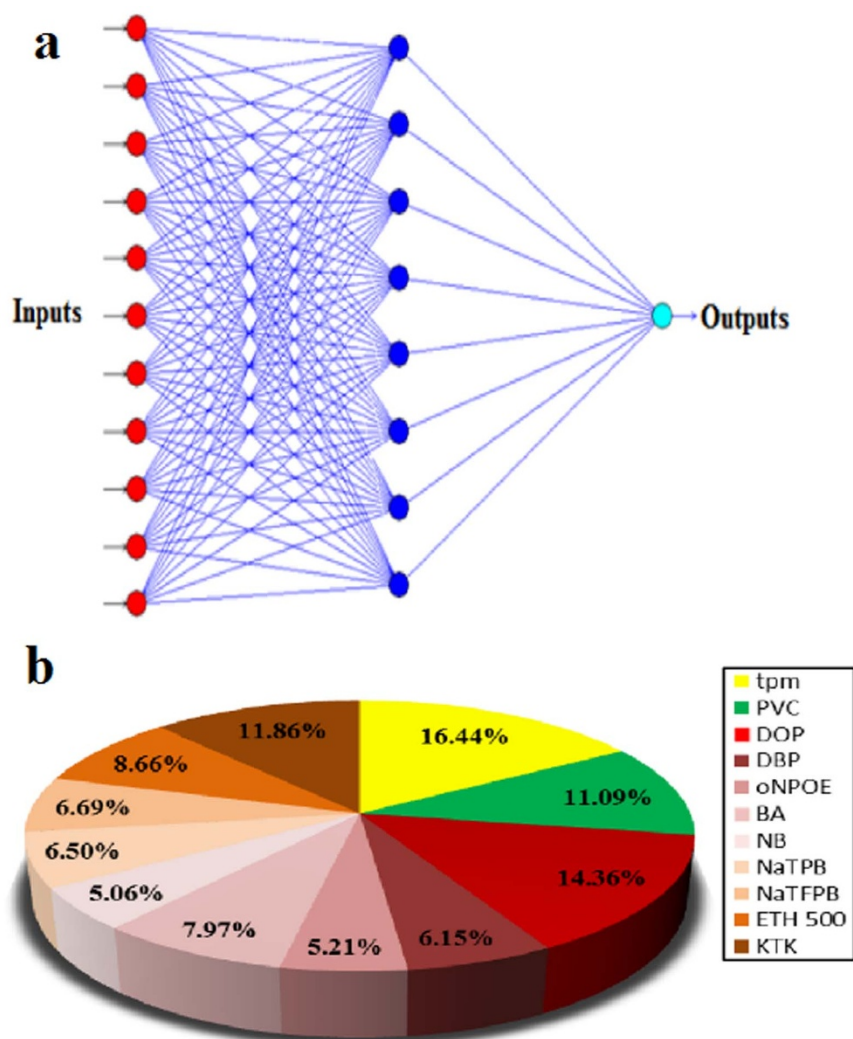 a
Inputs
Outputs
b
11.86%
16.44%
8.66%
11.09%
6.69%
6.50%
14.36%
5.06%
7.97%
5.21%
6.15%
tpm
PVC
DOP
DBP
oNPOE
BA
NB
NaTPB
NaTFPB
ETH 500
KTK